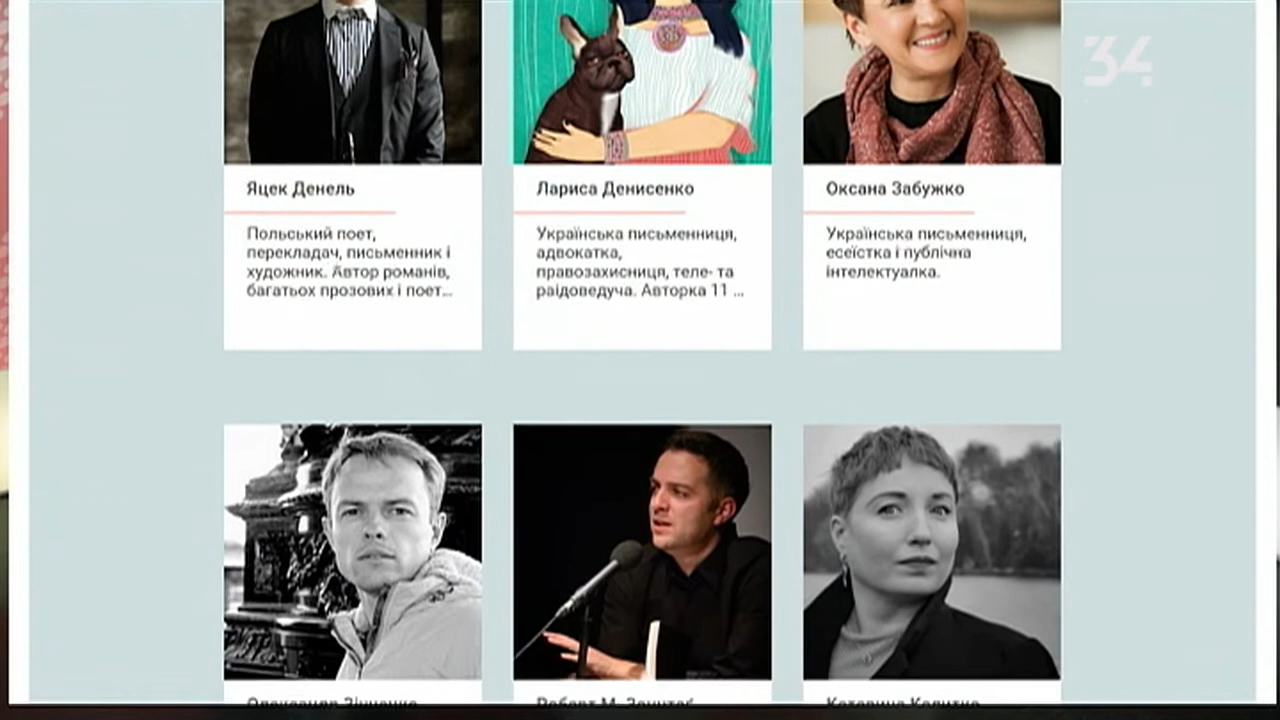 34
Яцек Денель
Польський поет,
перекладач, письменник і
художник. Автор романів,
багатьох прозових і поет...
Лариса Денисенко
Українська письменниця,
адвокатка,
правозахисниця, теле- та
раідоведуча. Авторка 11 ...
Оксана Забужко
Українська письменниця,
есеїстка і публічна
інтелектуалка.